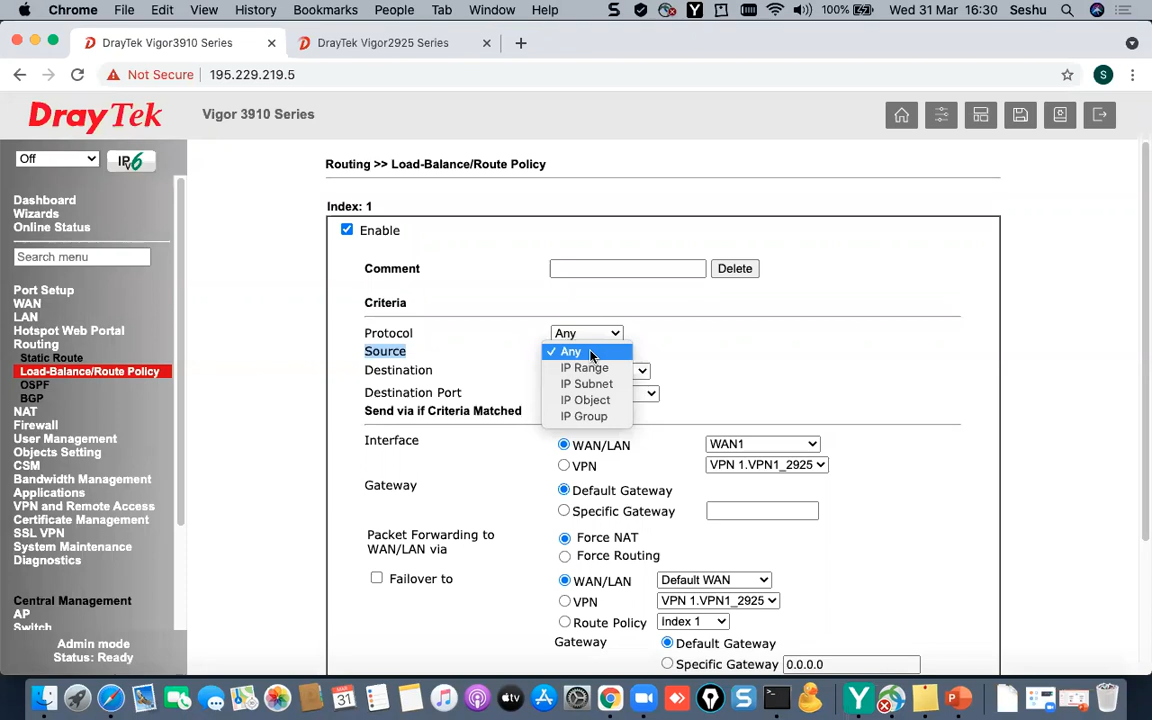 Chrome File Edit View History Bookmarks People Tab Window Help 100% Wed 31 Mar 16:30 Seshu
DrayTek Vigor3910 Series DrayTek Vigor2925 Series
Not Secure 195.229.219.5 S
DrayTek Vigor 3910 Series
Off IPv6
Routing >> Load-Balance/Route Policy
Dashboard
Wizards
Online Status
Search menu
Port Setup
WAN
LAN
Hotspot Web Portal
Routing
Static Route
Load-Balance/Route Policy
OSPF
BGP
NAT
Firewall
User Management
Objects Setting
CSM
Bandwidth Management
Applications
VPN and Remote Access
Certificate Management
SSL VPN
System Maintenance
Diagnostics
Central Management
AP
Switch
Admin mode
Status: Ready
Index: 1
Enable
Comment Delete
Criteria
Protocol Any
Source Any
IP Range
IP Subnet
IP Object
IP Group
Destination
Destination Port
Send via if Criteria Matched
Interface WAN/LAN WAN1
VPN VPN 1.VPN1_2925
Gateway Default Gateway
Specific Gateway
Packet Forwarding to WAN/LAN via
Force NAT
Force Routing
Failover to WAN/LAN Default WAN
VPN VPN 1.VPN1_2925
Route Policy Index 1
Gateway Default Gateway
Specific Gateway 0.0.0.0